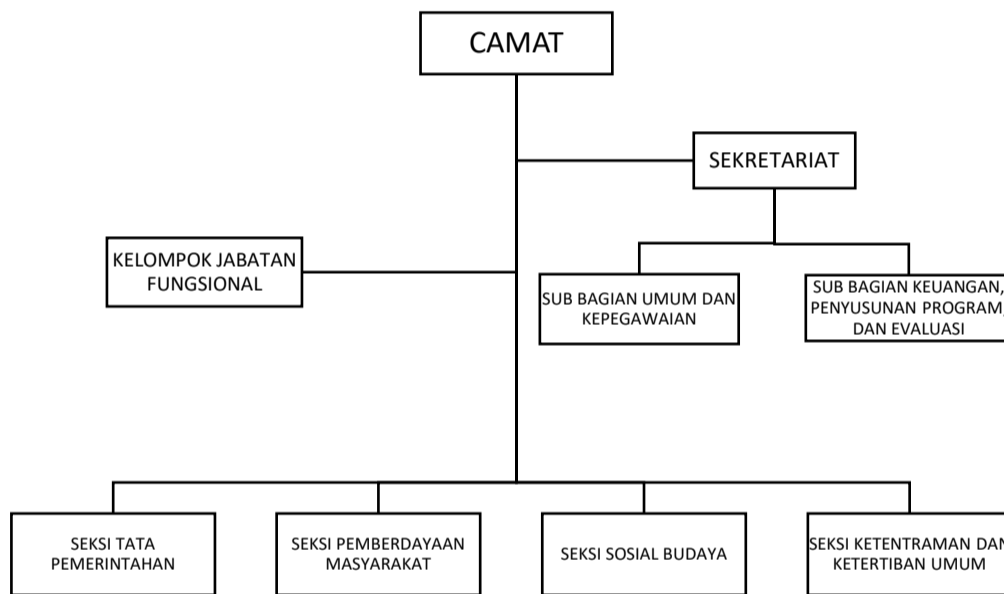 CAMAT
SEKRETARIAT
KELOMPOK JABATAN
FUNGSIONAL
SUB BAGIAN UMUM DAN
KEPEGAWAIAN
SUB BAGIAN KEUANGAN,
PENYUSUNAN PROGRAM,
DAN EVALUASI
SEKSI TATA
PEMERINTAHAN
SEKSI PEMBERDAYAAN
MASYARAKAT
SEKSI SOSIAL BUDAYA
SEKSI KETENTRAMAN DAN
KETERTIBAN UMUM